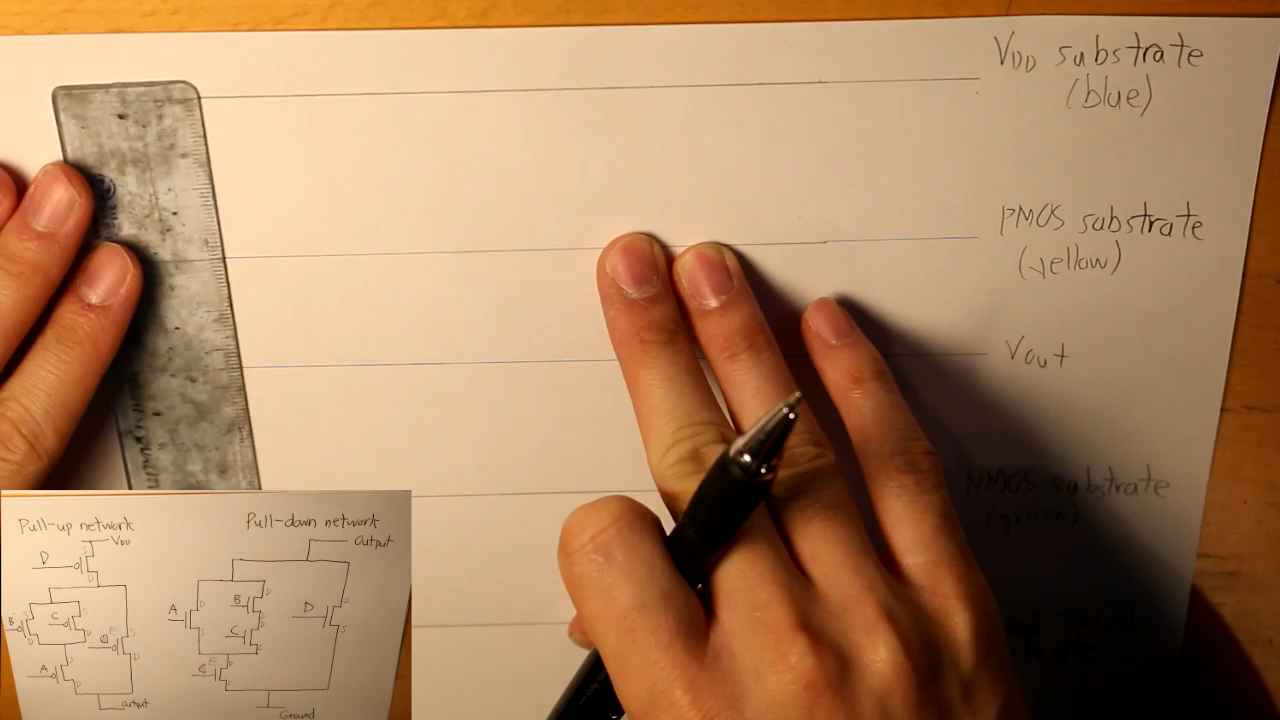 VDD substrate
(blue)
PMOS substrate
(yellow)
Vout
NMOS substrate
(green)
Pull-up network
VDD
D
S
D
B
C
S
D
A
S
D
E
S
D
output
Pull-down network
Output
A
D
S
B
D
S
C
D
S
D
D
S
E
D
S
Ground